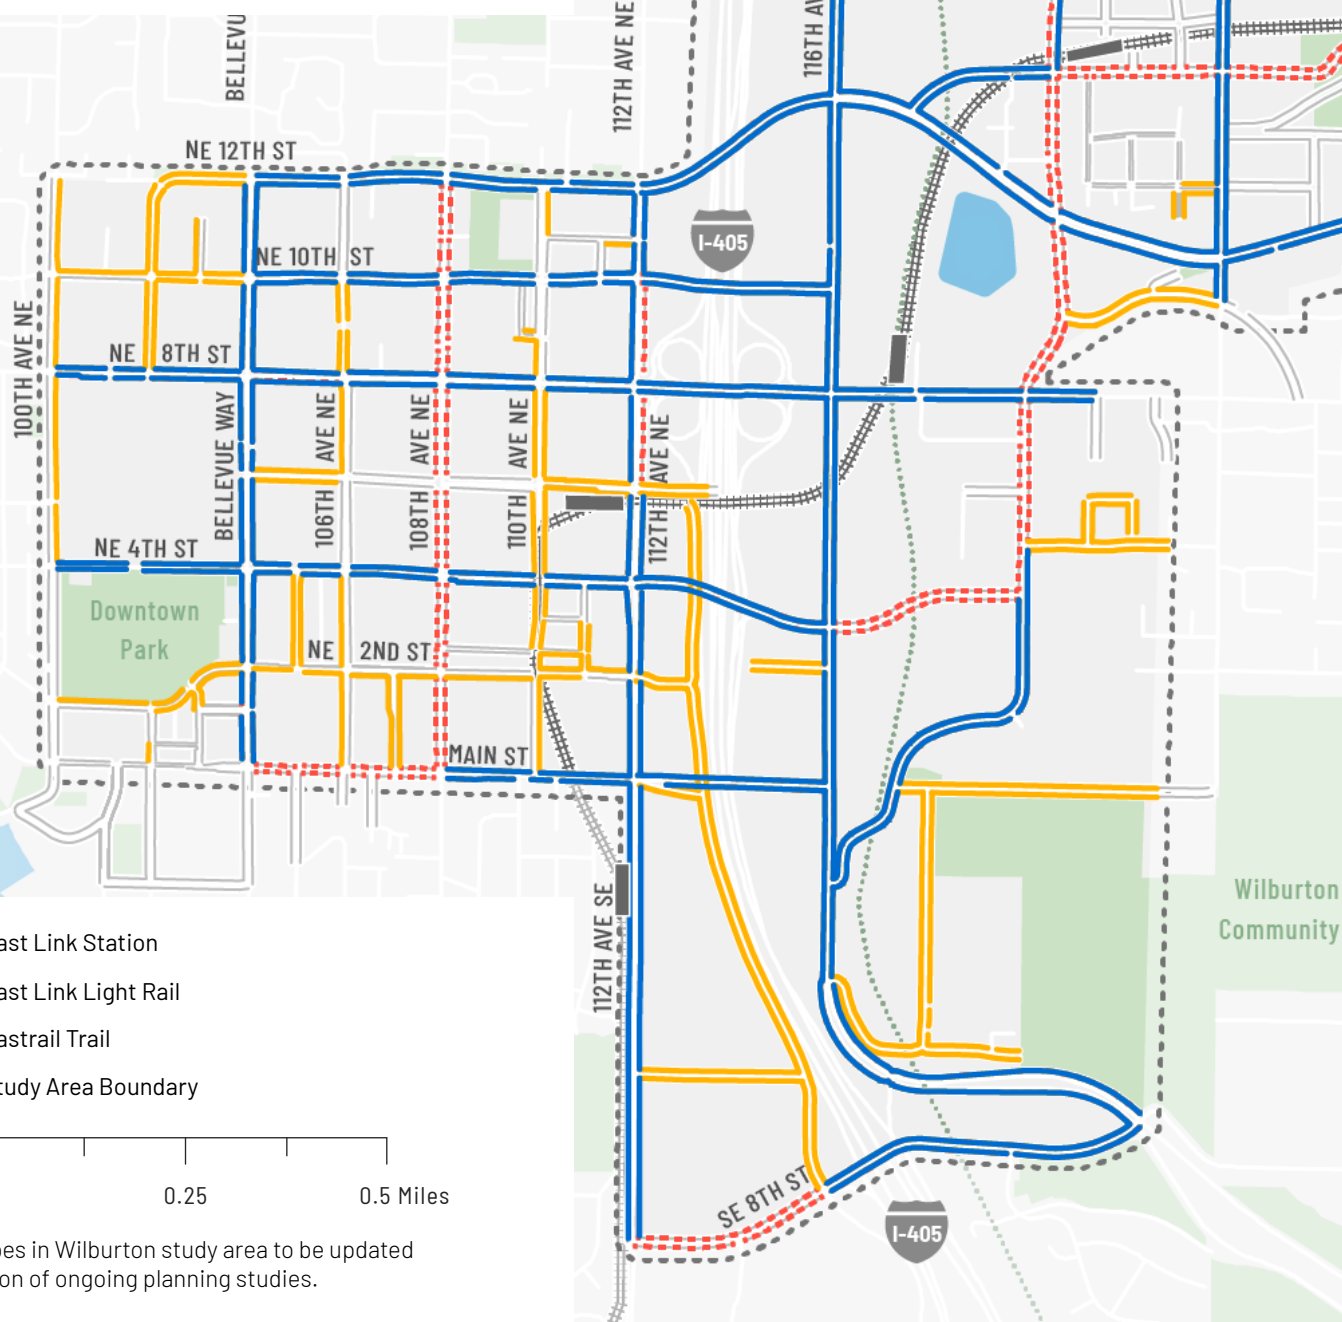 BELLEVU
112TH AVE NE
116TH AV
NE 12TH ST
I-405
NE 10TH ST
100TH AVE NE
NE 8TH ST
BELLEVUE WAY
106TH AVE NE
108TH AVE NE
110TH AVE NE
112TH AVE NE
NE 4TH ST
Downtown
Park
NE 2ND ST
MAIN ST
Wilburton
Community
112TH AVE SE
ast Link Station
ast Link Light Rail
astrail Trail
tudy Area Boundary
0.25
0.5 Miles
SE 8TH ST
I-405
pes in Wilburton study area to be updated
ion of ongoing planning studies.